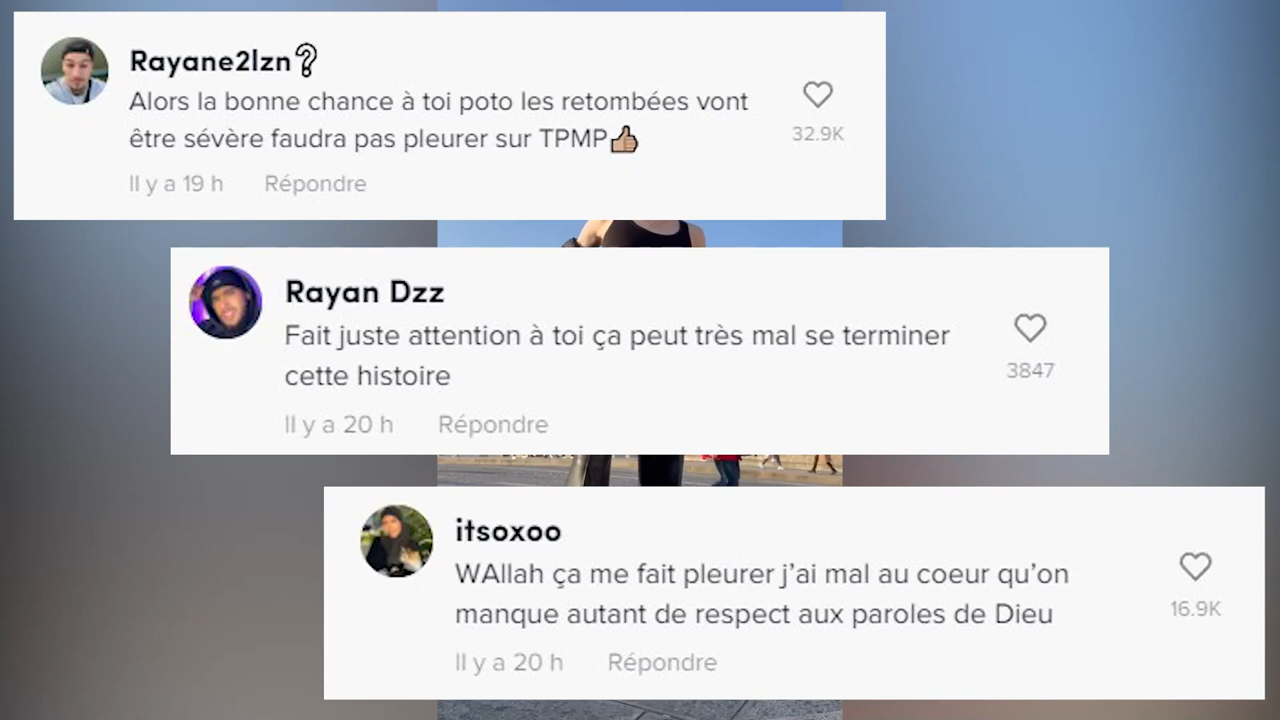 Rayane2lzn?
Alors la bonne chance à toi poto les retombées vont
être sévère faudra pas pleurer sur TPMP👍🏼
32.9K
Il y a 19 h Répondre
Rayan Dzz
Fait juste attention à toi ça peut très mal se terminer
cette histoire
3847
Il y a 20 h Répondre
itsoxoo
WAllah ça me fait pleurer j'ai mal au coeur qu'on
manque autant de respect aux paroles de Dieu
16.9K
Il y a 20 h Répondre